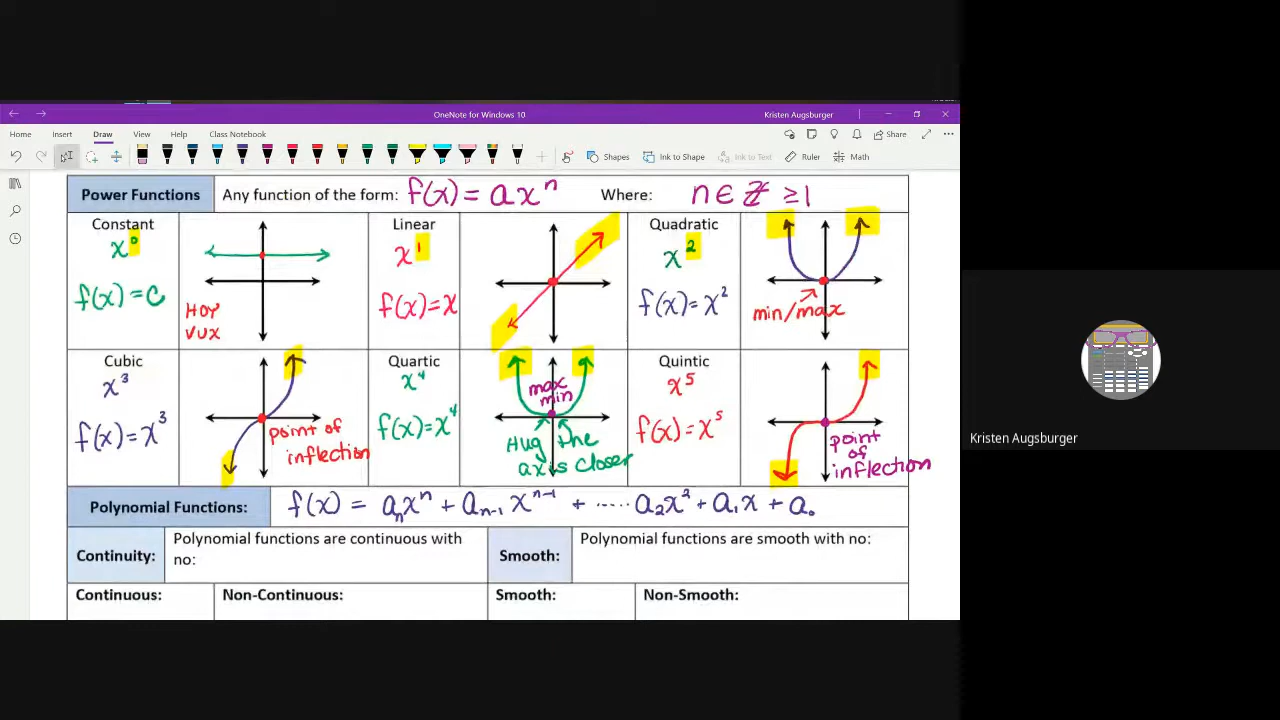 OneNote for Windows 10
Kristen Augsburger
Home Insert Draw View Help Class Notebook
Share
Shapes Ink to Shape Ink to Text Ruler Math
Power Functions Any function of the form: f(x) = ax^n Where: n ∈ ℤ ≥ 1
Constant
x^0
f(x) = C
HOY
VUX
Linear
x^1
f(x) = x
Quadratic
x^2
f(x) = x^2
min/max
Cubic
x^3
f(x) = x^3
point of
inflection
Quartic
x^4
f(x) = x^4
max
min
Hug the
axis closer
Quintic
x^5
f(x) = x^5
point
of
inflection
Polynomial Functions: f(x) = a_n x^n + a_{n-1} x^{n-1} + ..... a_2 x^2 + a_1 x + a_0
Continuity:
Polynomial functions are continuous with
no:
Smooth:
Polynomial functions are smooth with no:
Continuous: Non-Continuous: Smooth: Non-Smooth:
Kristen Augsburger